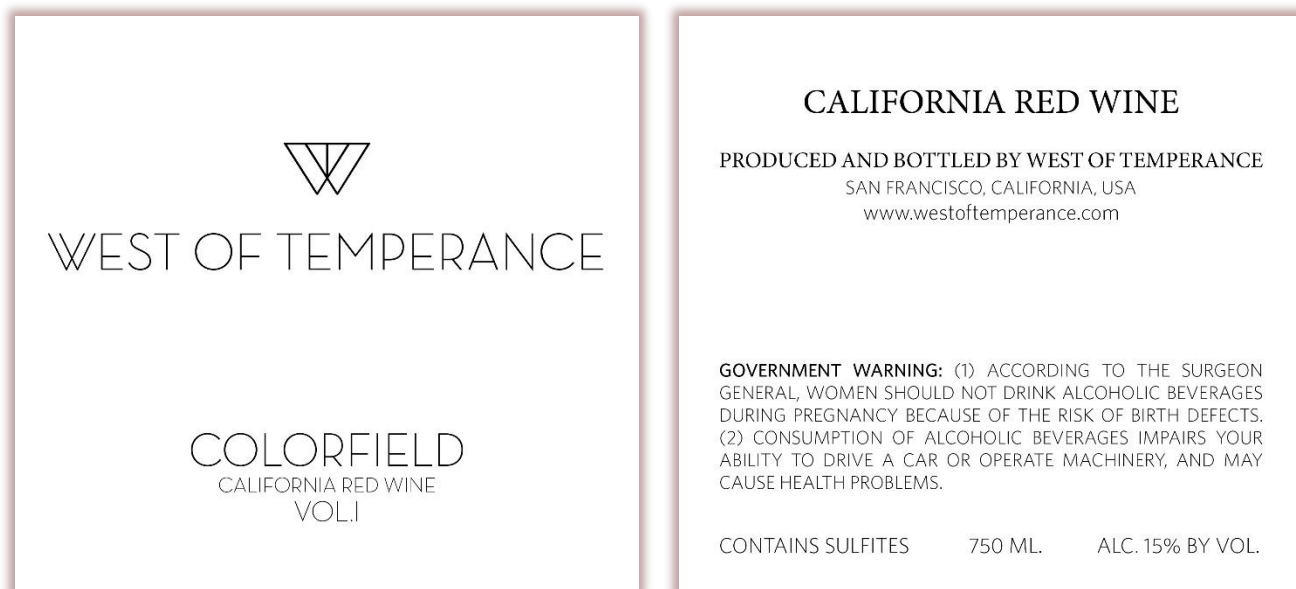 WEST OF TEMPERANCE
COLORFIELD
CALIFORNIA RED WINE
VOL.I
CALIFORNIA RED WINE
PRODUCED AND BOTTLED BY WEST OF TEMPERANCE
SAN FRANCISCO, CALIFORNIA, USA
www.westoftemperance.com
GOVERNMENT WARNING: (1) ACCORDING TO THE SURGEON
GENERAL, WOMEN SHOULD NOT DRINK ALCOHOLIC BEVERAGES
DURING PREGNANCY BECAUSE OF THE RISK OF BIRTH DEFECTS.
(2) CONSUMPTION OF ALCOHOLIC BEVERAGES IMPAIRS YOUR
ABILITY TO DRIVE A CAR OR OPERATE MACHINERY, AND MAY
CAUSE HEALTH PROBLEMS.
CONTAINS SULFITES 750 ML. ALC. 15% BY VOL.